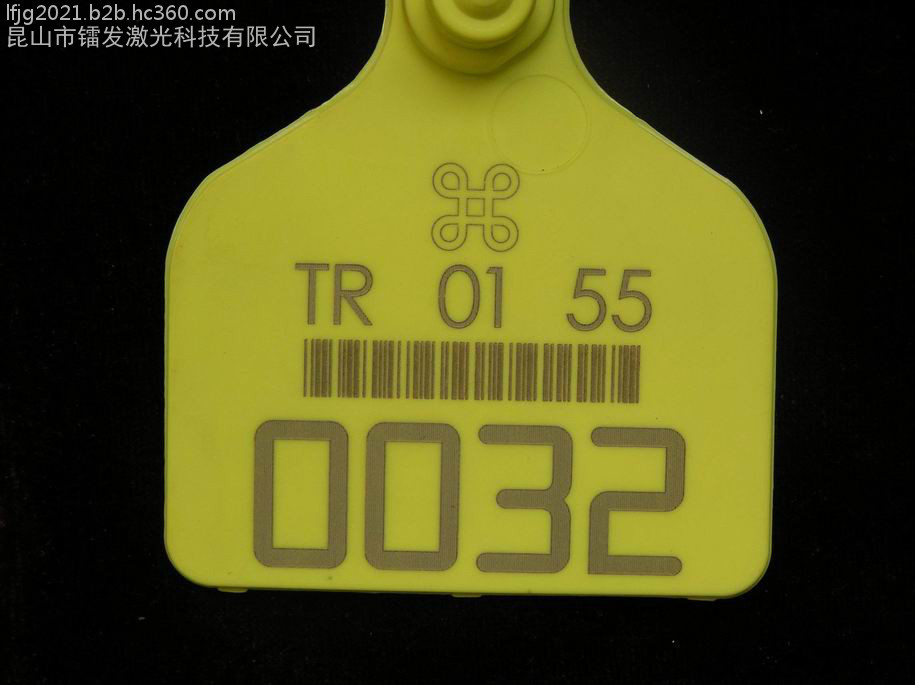 lfjg2021.b2b.hc360.com
昆山市镭发激光科技有限公司
TR 01 55
0032